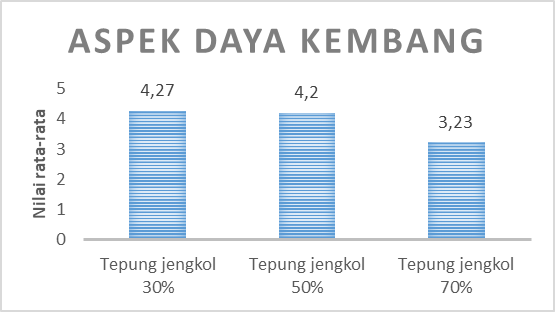 ASPEK DAYA KEMBANG
Nilai rata-rata
5
4
3
2
1
0
4,27
4,2
3,23
Tepung jengkol
30%
Tepung jengkol
50%
Tepung jengkol
70%